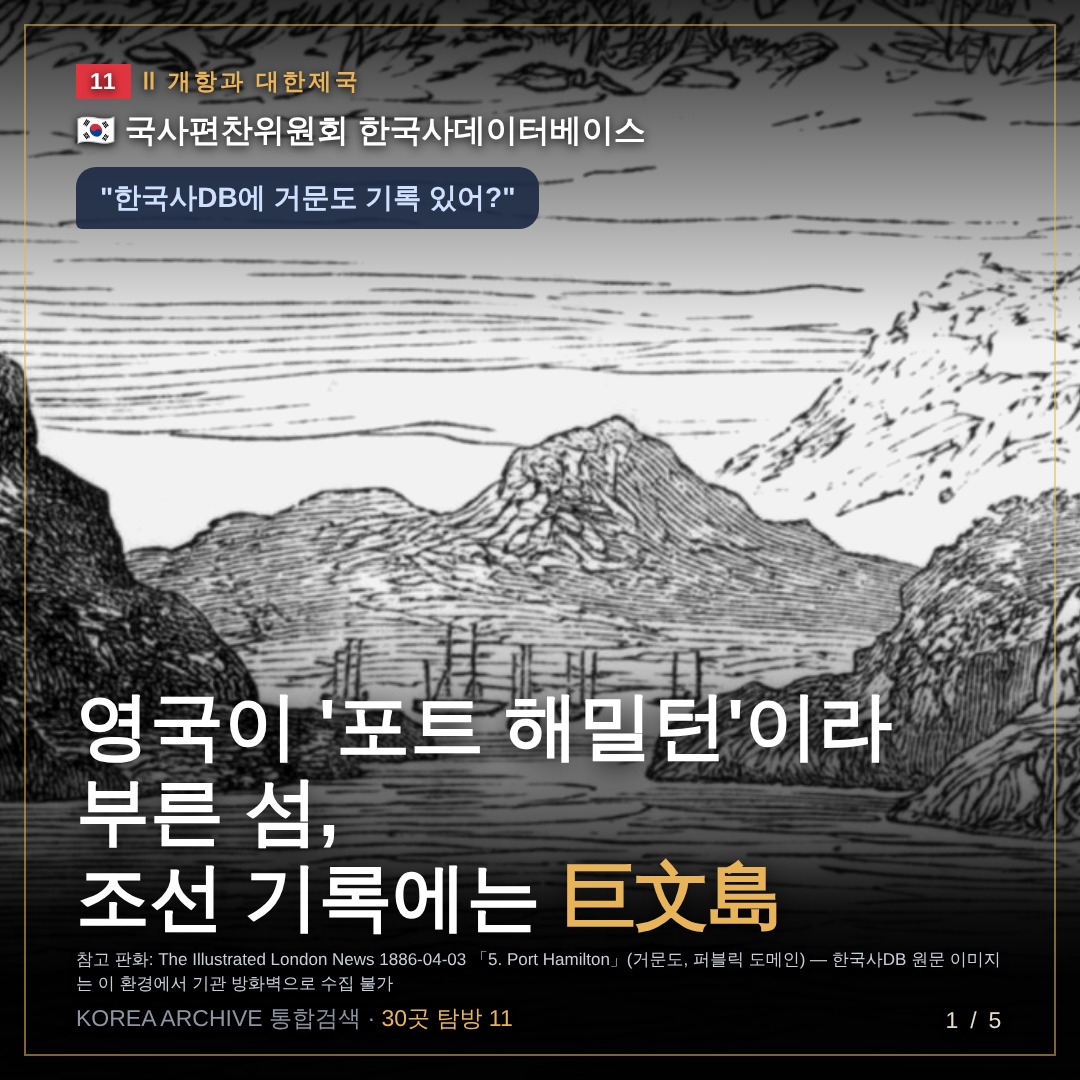 11 Ⅱ 개항과 대한제국
🇰🇷 국사편찬위원회 한국사데이터베이스
"한국사DB에 거문도 기록 있어?"
영국이 '포트 해밀턴'이라
부른 섬,
조선 기록에는 巨文島
참고 판화: The Illustrated London News 1886-04-03 「5. Port Hamilton」(거문도, 퍼블릭 도메인) — 한국사DB 원문 이미지
는 이 환경에서 기관 방화벽으로 수집 불가
KOREA ARCHIVE 통합검색 · 30곳 탐방 11
1 / 5